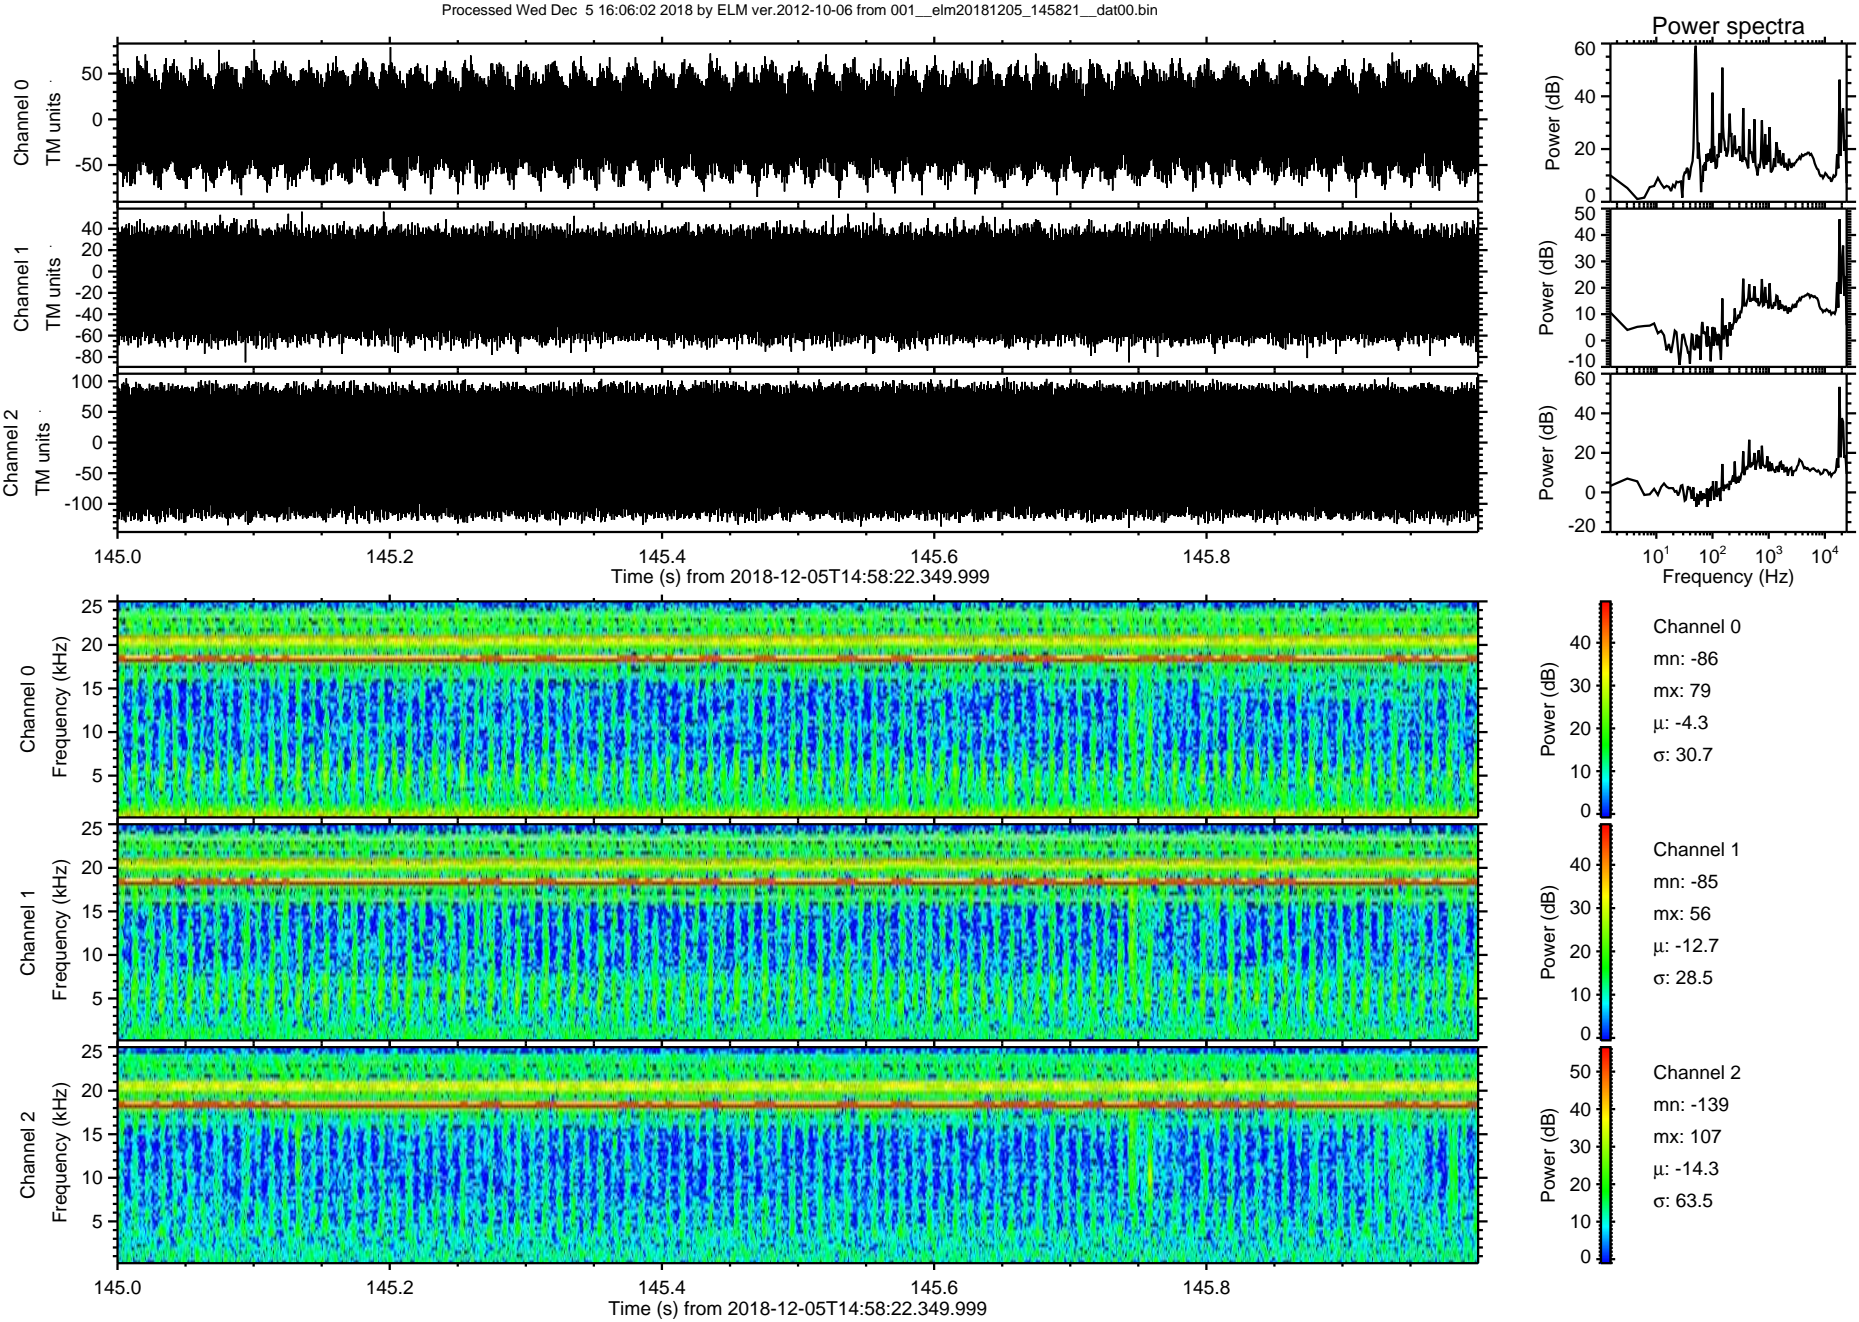 Processed Wed Dec  5 16:06:02 2018 by ELM ver.2012-10-06 from 001__elm20181205_145821__dat00.bin
Power spectra
Channel 0
TM units
50
0
-50
Power (dB)
60
40
20
0
Channel 1
TM units
40
20
0
-20
-40
-60
-80
Power (dB)
50
40
30
20
10
0
-10
Channel 2
TM units
100
50
0
-50
-100
Power (dB)
60
40
20
0
-20
145.0 145.2 145.4 145.6 145.8
Time (s) from 2018-12-05T14:58:22.349.999
10¹ 10² 10³ 10⁴
Frequency (Hz)
Channel 0
Frequency (kHz)
25
20
15
10
5
Power (dB)
40
30
20
10
0
Channel 0
mn: -86
mx: 79
μ: -4.3
σ: 30.7
Channel 1
Frequency (kHz)
25
20
15
10
5
Power (dB)
40
30
20
10
0
Channel 1
mn: -85
mx: 56
μ: -12.7
σ: 28.5
Channel 2
Frequency (kHz)
25
20
15
10
5
Power (dB)
50
40
30
20
10
0
Channel 2
mn: -139
mx: 107
μ: -14.3
σ: 63.5
145.0 145.2 145.4 145.6 145.8
Time (s) from 2018-12-05T14:58:22.349.999